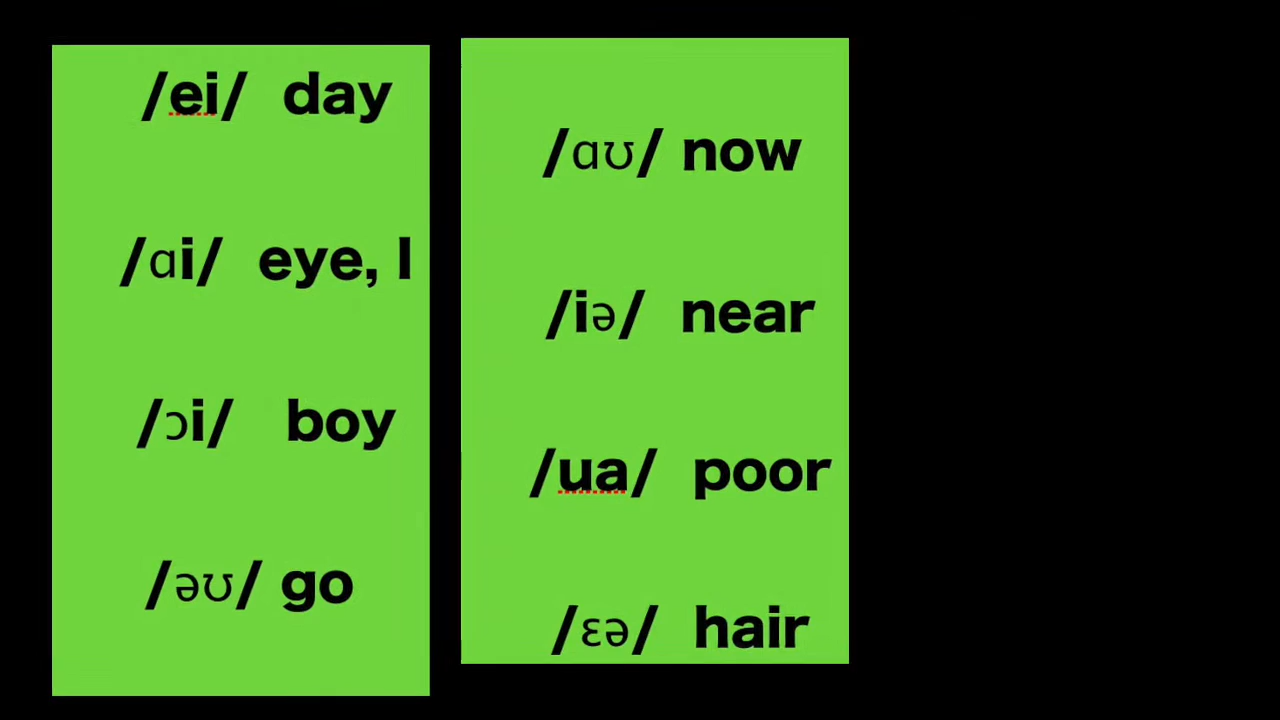 /ei/ day
/ɑi/ eye, I
/ɔi/ boy
/əʊ/ go
/ɑʊ/ now
/iə/ near
/ua/ poor
/ɛə/ hair